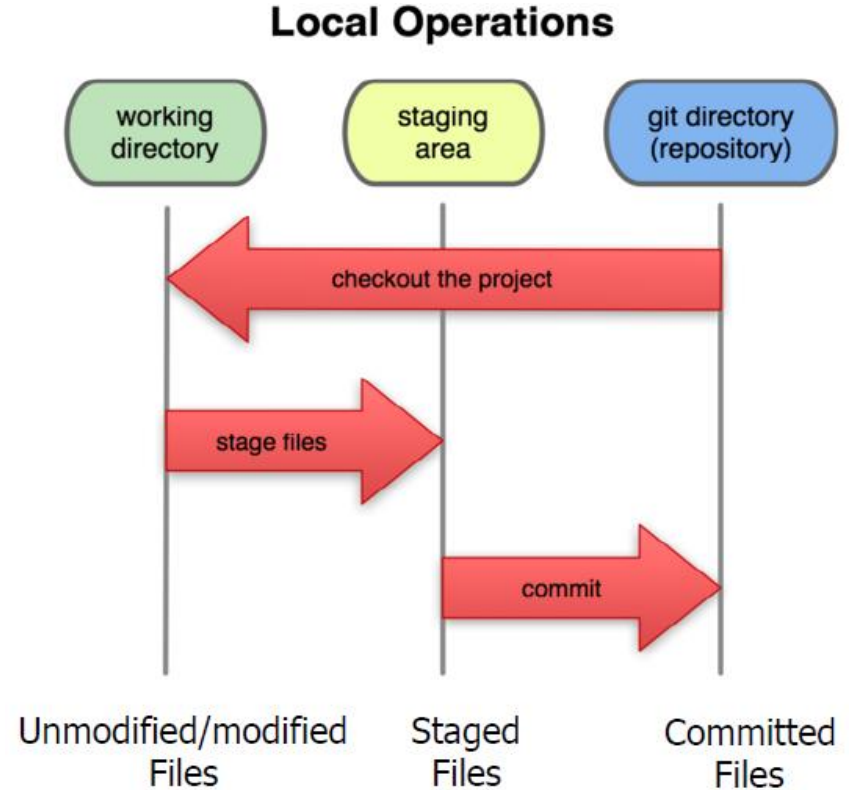 Local Operations
working
directory
staging
area
git directory
(repository)
checkout the project
stage files
commit
Unmodified/modified
Files
Staged
Files
Committed
Files